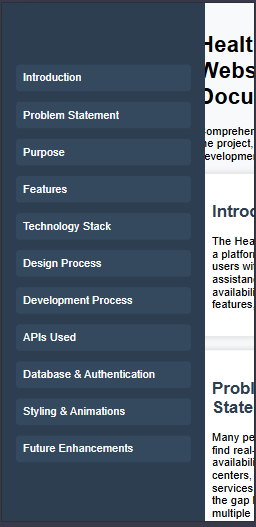 Introduction
Problem Statement
Purpose
Features
Technology Stack
Design Process
Development Process
APIs Used
Database & Authentication
Styling & Animations
Future Enhancements
Healt
Webs
Docu
omprehen
he project,
evelopmen
Introd
The Hea
a platfor
users wi
assistan
availabili
features,
Probl
State
Many pe
find real-
availabili
centers,
services
the gap b
multiple